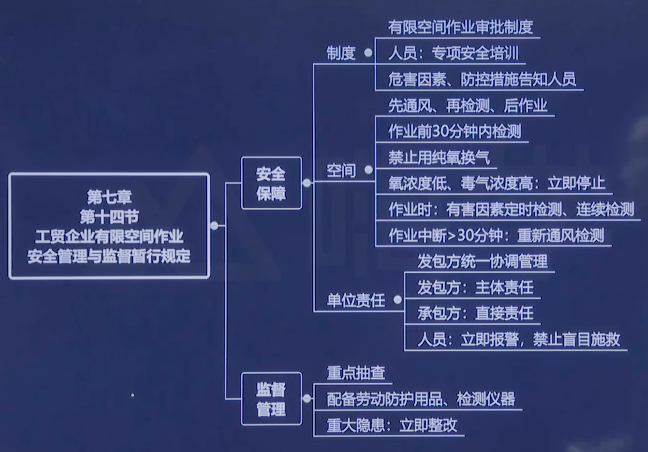 第七章
第十四节
工贸企业有限空间作业
安全管理与监督暂行规定
安全
保障
制度
有限空间作业审批制度
人员：专项安全培训
危害因素、防控措施告知人员
空间
先通风、再检测、后作业
作业前30分钟内检测
禁止用纯氧换气
氧浓度低、毒气浓度高：立即停止
作业时：有害因素定时检测、连续检测
作业中断>30分钟：重新通风检测
单位责任
发包方统一协调管理
发包方：主体责任
承包方：直接责任
人员：立即报警，禁止盲目施救
监督
管理
重点抽查
配备劳动防护用品、检测仪器
重大隐患：立即整改